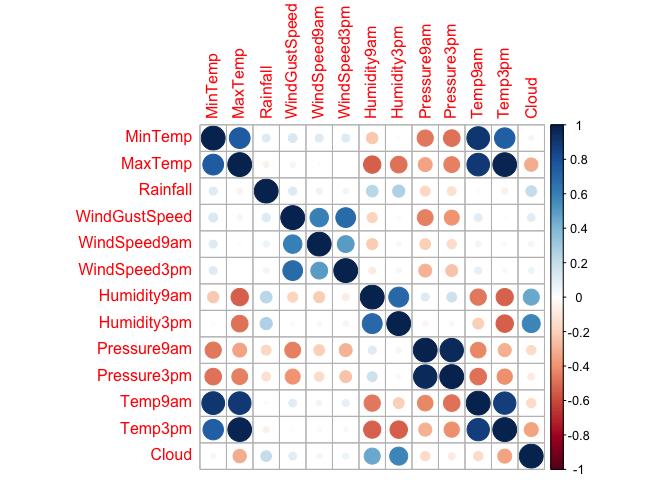 MinTemp
MaxTemp
Rainfall
WindGustSpeed
WindSpeed9am
WindSpeed3pm
Humidity9am
Humidity3pm
Pressure9am
Pressure3pm
Temp9am
Temp3pm
Cloud
MinTemp
MaxTemp
Rainfall
WindGustSpeed
WindSpeed9am
WindSpeed3pm
Humidity9am
Humidity3pm
Pressure9am
Pressure3pm
Temp9am
Temp3pm
Cloud
1
0.8
0.6
0.4
0.2
0
-0.2
-0.4
-0.6
-0.8
-1